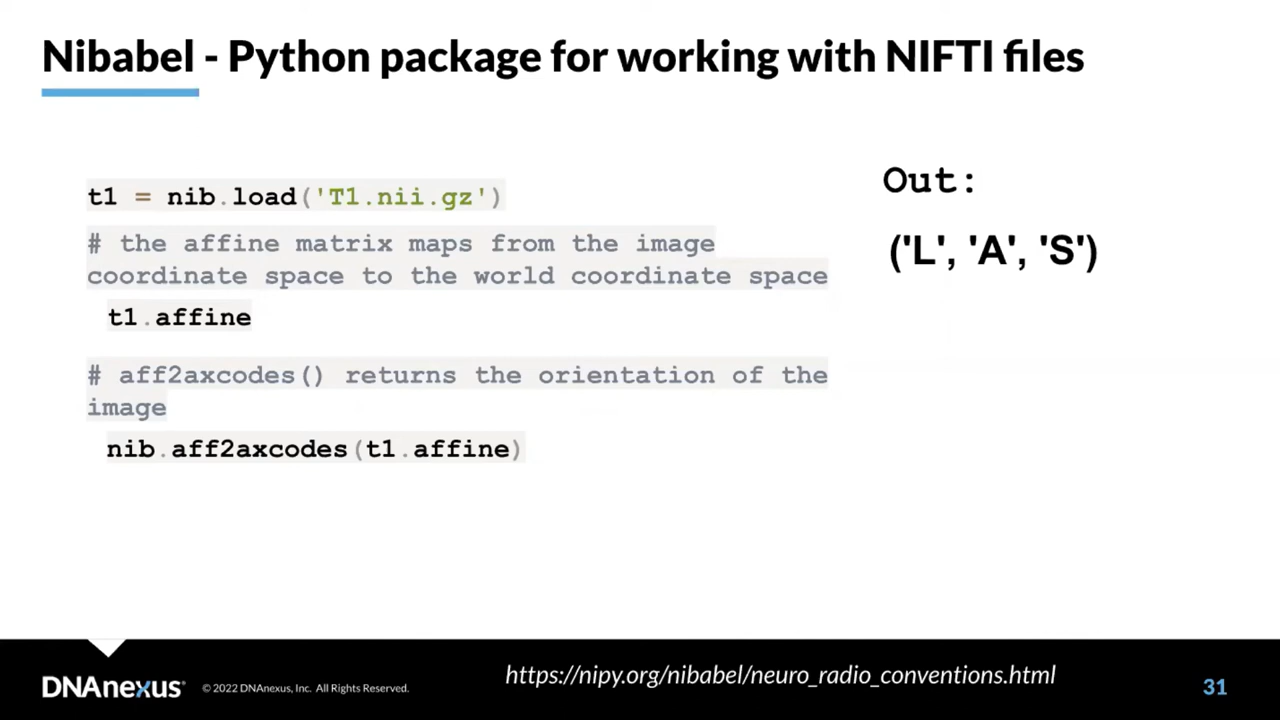 Nibabel - Python package for working with NIFTI files
t1 = nib.load('T1.nii.gz')
# the affine matrix maps from the image
coordinate space to the world coordinate space
t1.affine
# aff2axcodes() returns the orientation of the
image
nib.aff2axcodes(t1.affine)
Out:
('L', 'A', 'S')
DNAnexus® © 2022 DNAnexus, Inc. All Rights Reserved.
https://nipy.org/nibabel/neuro_radio_conventions.html
31